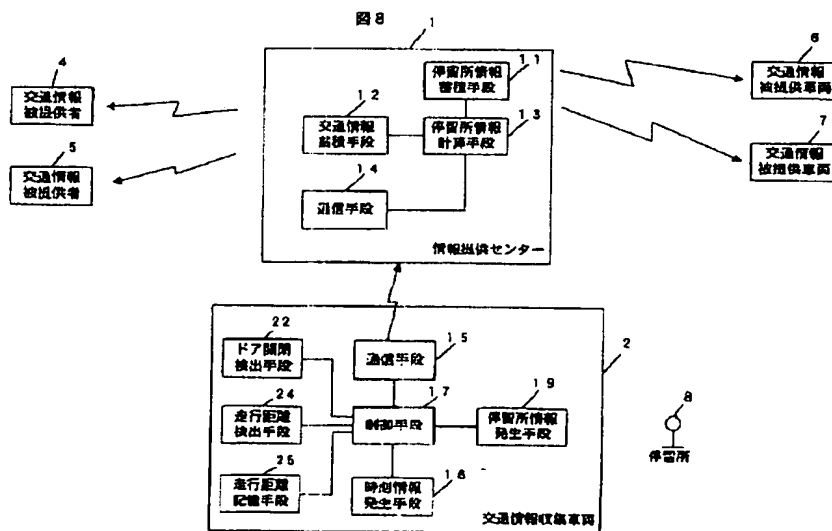 図8
1
4
交通情報
被提供者
5
交通情報
被提供者
11
停留所情報
蓄積手段
12
交通情報
蓄積手段
13
停留所情報
計算手段
14
通信手段
情報提供センター
6
交通情報
被提供車両
7
交通情報
被提供車両
2
22
ドア開閉
検出手段
15
通信手段
24
走行距離
検出手段
17
制御手段
19
停留所情報
発生手段
25
走行距離
記憶手段
時刻情報
発生手段
16
交通情報収集車両
8
停留所